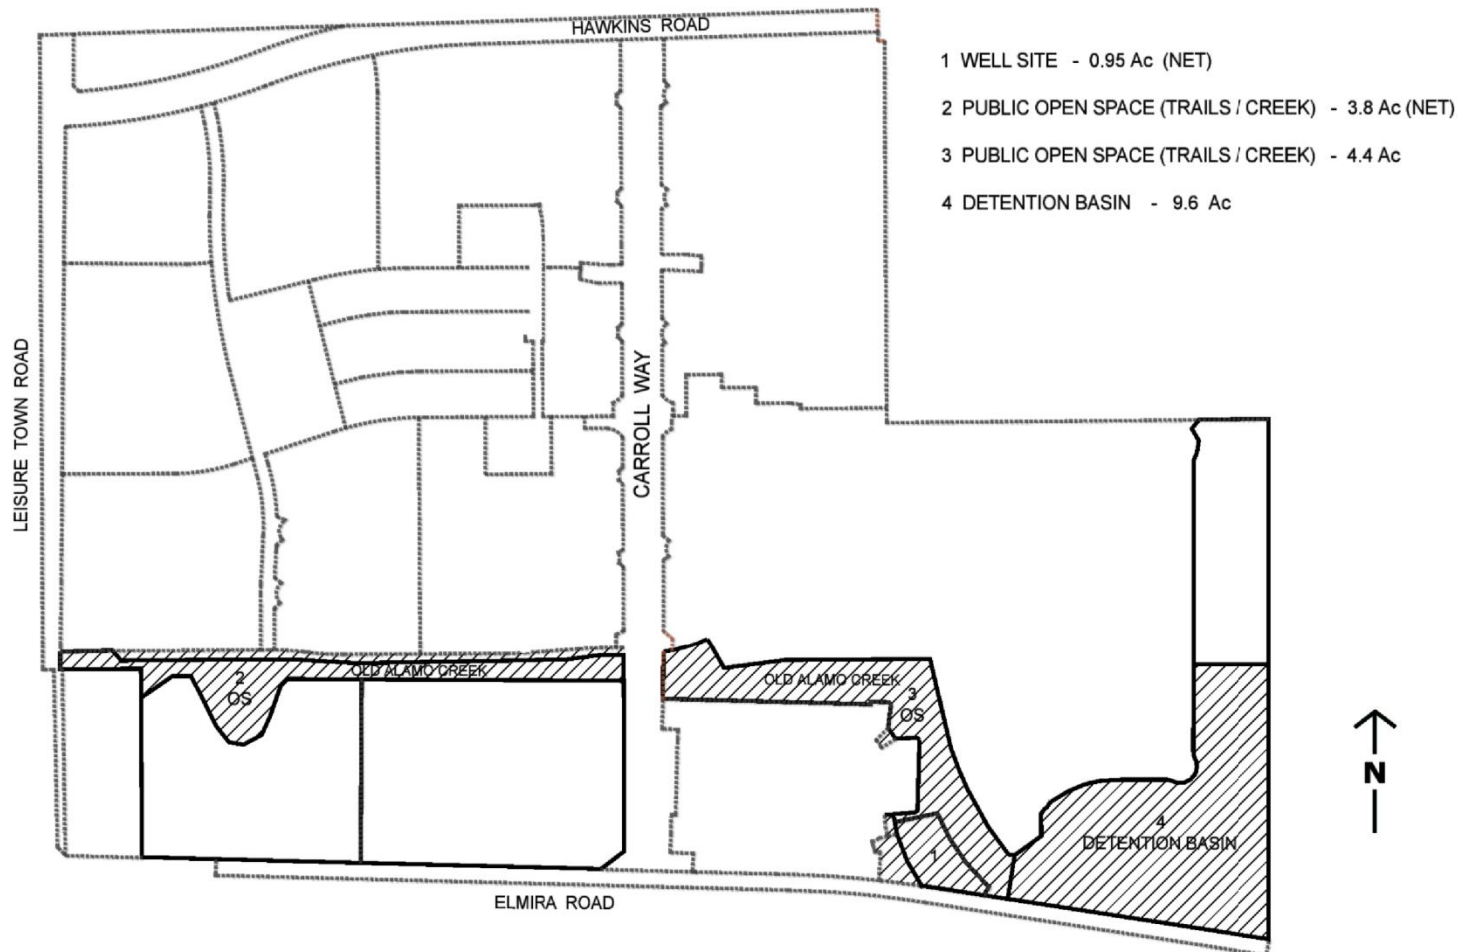 HAWKINS ROAD
1 WELL SITE - 0.95 Ac (NET)
2 PUBLIC OPEN SPACE (TRAILS / CREEK) - 3.8 Ac (NET)
3 PUBLIC OPEN SPACE (TRAILS / CREEK) - 4.4 Ac
4 DETENTION BASIN - 9.6 Ac
LEISURE TOWN ROAD
CARROLL WAY
OLD ALAMO CREEK
2
OS
OLD ALAMO CREEK
3
OS
N
4
DETENTION BASIN
1
ELMIRA ROAD